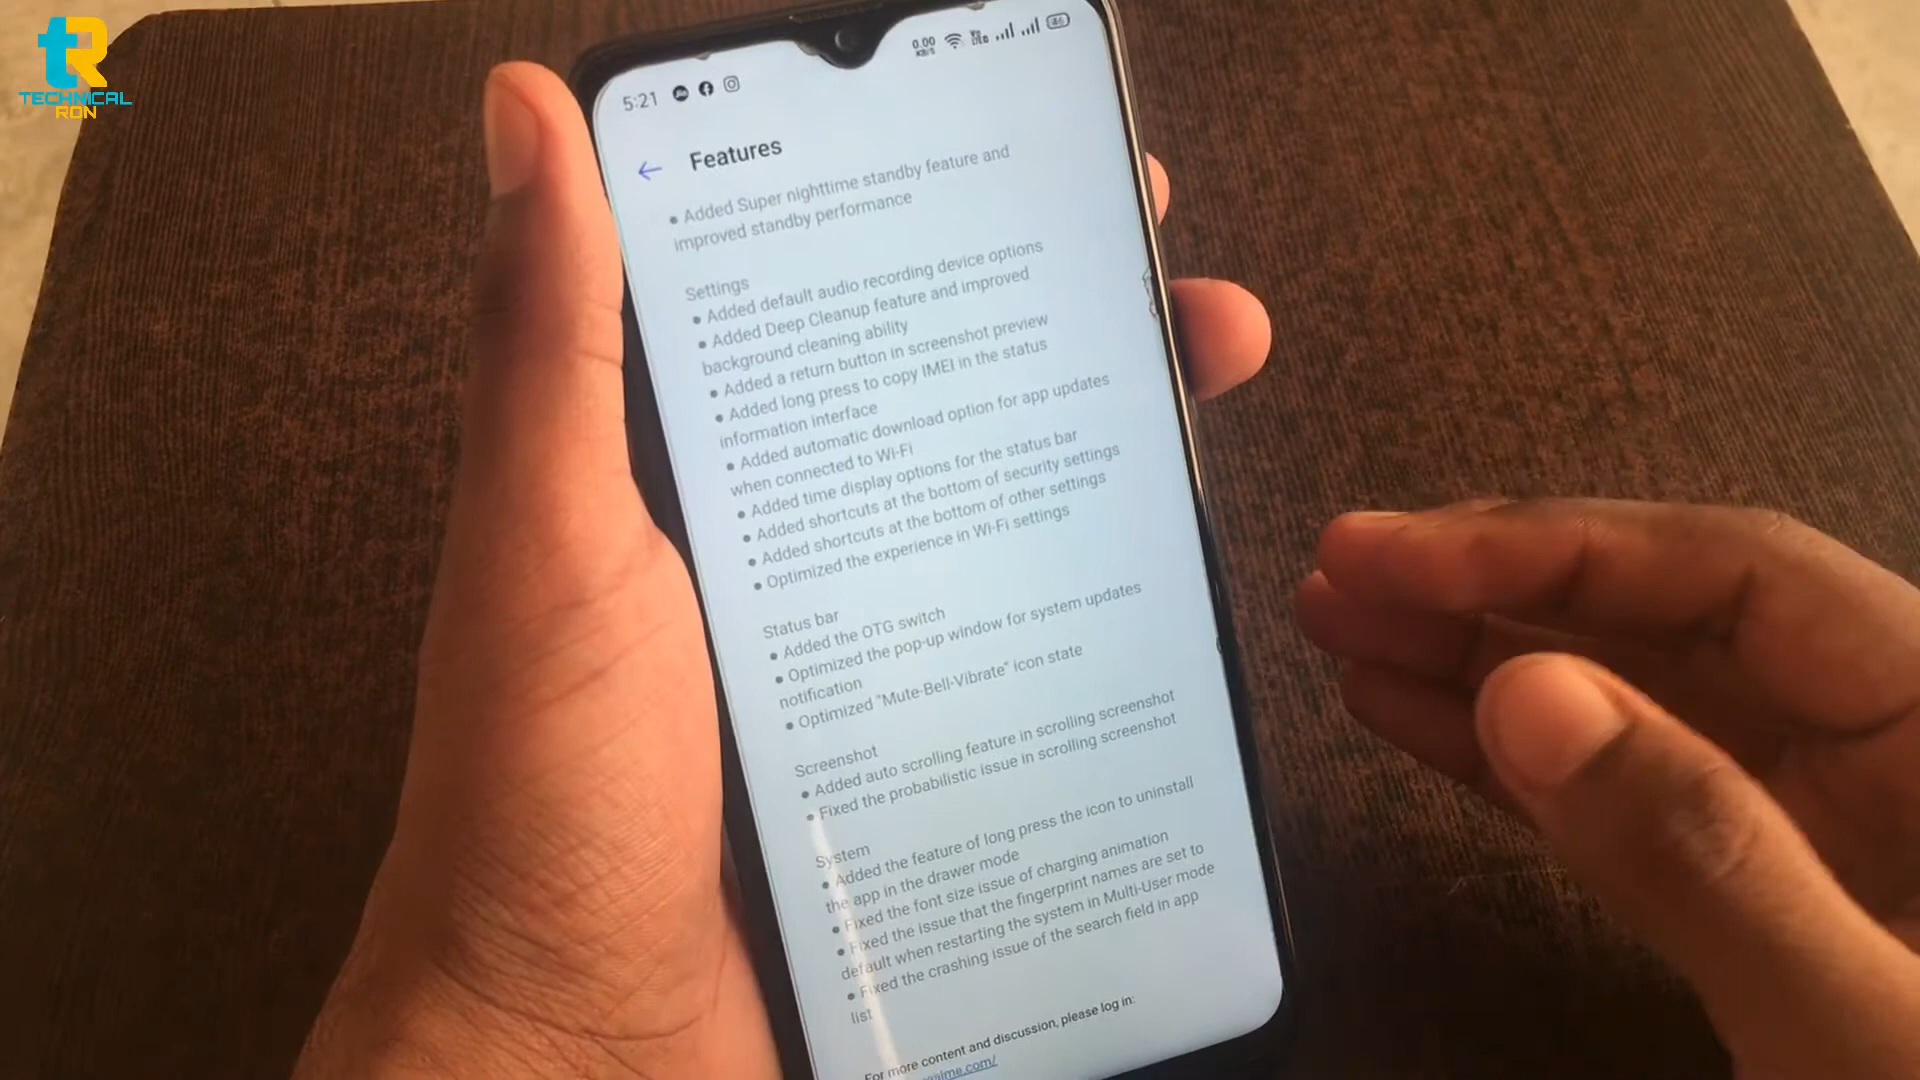 tR
TECHNICAL
RON
5:21
0.00
KB/S
Vo
LTE
46
Features
• Added Super nighttime standby feature and
improved standby performance
Settings
• Added default audio recording device options
• Added Deep Cleanup feature and improved
background cleaning ability
• Added a return button in screenshot preview
• Added long press to copy IMEI in the status
information interface
• Added automatic download option for app updates
when connected to Wi-Fi
• Added time display options for the status bar
• Added shortcuts at the bottom of security settings
• Added shortcuts at the bottom of other settings
• Optimized the experience in Wi-Fi settings
Status bar
• Added the OTG switch
• Optimized the pop-up window for system updates
notification
• Optimized "Mute-Bell-Vibrate" icon state
Screenshot
• Added auto scrolling feature in scrolling screenshot
• Fixed the probabilistic issue in scrolling screenshot
System
• Added the feature of long press the icon to uninstall
the app in the drawer mode
• Fixed the font size issue of charging animation
• Fixed the issue that the fingerprint names are set to
default when restarting the system in Multi-User mode
• Fixed the crashing issue of the search field in app
list
For more content and discussion, please log in: